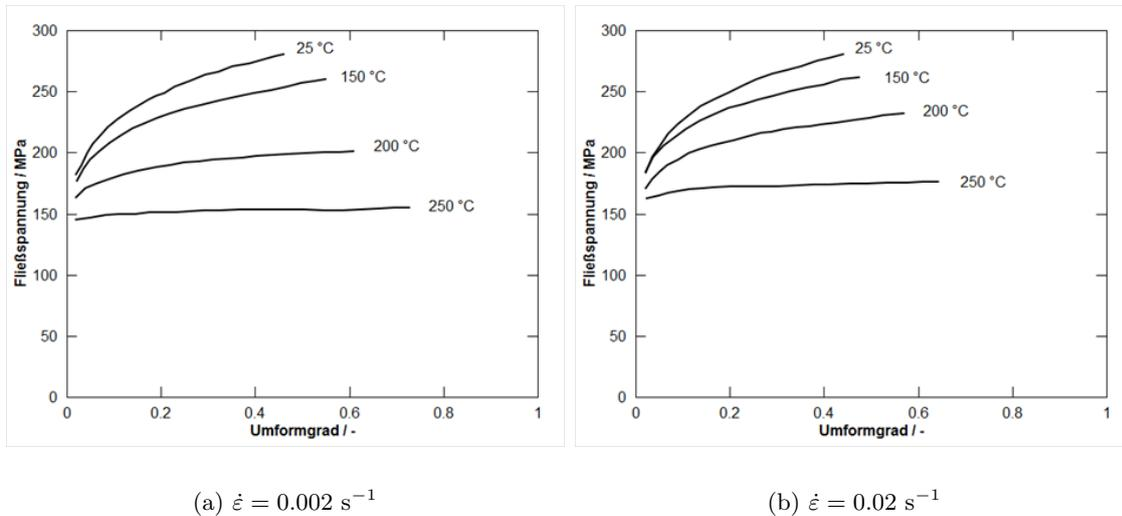 300
250
200
150
100
50
0
Fließspannung / MPa
25 °C
150 °C
200 °C
250 °C
0 0.2 0.4 0.6 0.8 1
Umformgrad / -
(a) ε̇ = 0.002 s⁻¹
300
250
200
150
100
50
0
Fließspannung / MPa
25 °C
150 °C
200 °C
250 °C
0 0.2 0.4 0.6 0.8 1
Umformgrad / -
(b) ε̇ = 0.02 s⁻¹